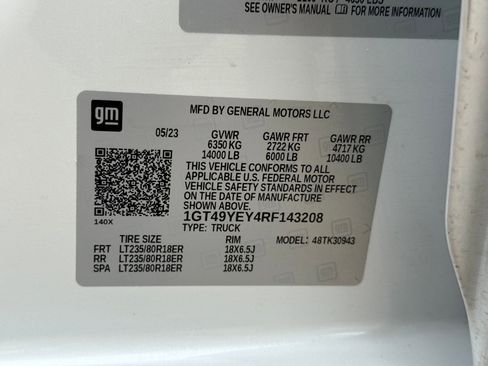 SEE OWNER'S MANUAL FOR MORE INFORMATION
gm
MFD BY GENERAL MOTORS LLC
05/23 GVWR GAWR FRT GAWR RR
6350 KG 2722 KG 4717 KG
14000 LB 6000 LB 10400 LB
THIS VEHICLE CONFORMS TO ALL
APPLICABLE U.S. FEDERAL MOTOR
VEHICLE SAFETY STANDARDS IN EFFECT
ON THE DATE OF MANUFACTURE
SHOWN ABOVE.
140X
1GT49YEY4RF143208
TYPE: TRUCK
TIRE SIZE RIM MODEL: 48TK30943
FRT LT235/80R18ER 18X6.5J
RR LT235/80R18ER 18X6.5J
SPA LT235/80R18ER 18X6.5J